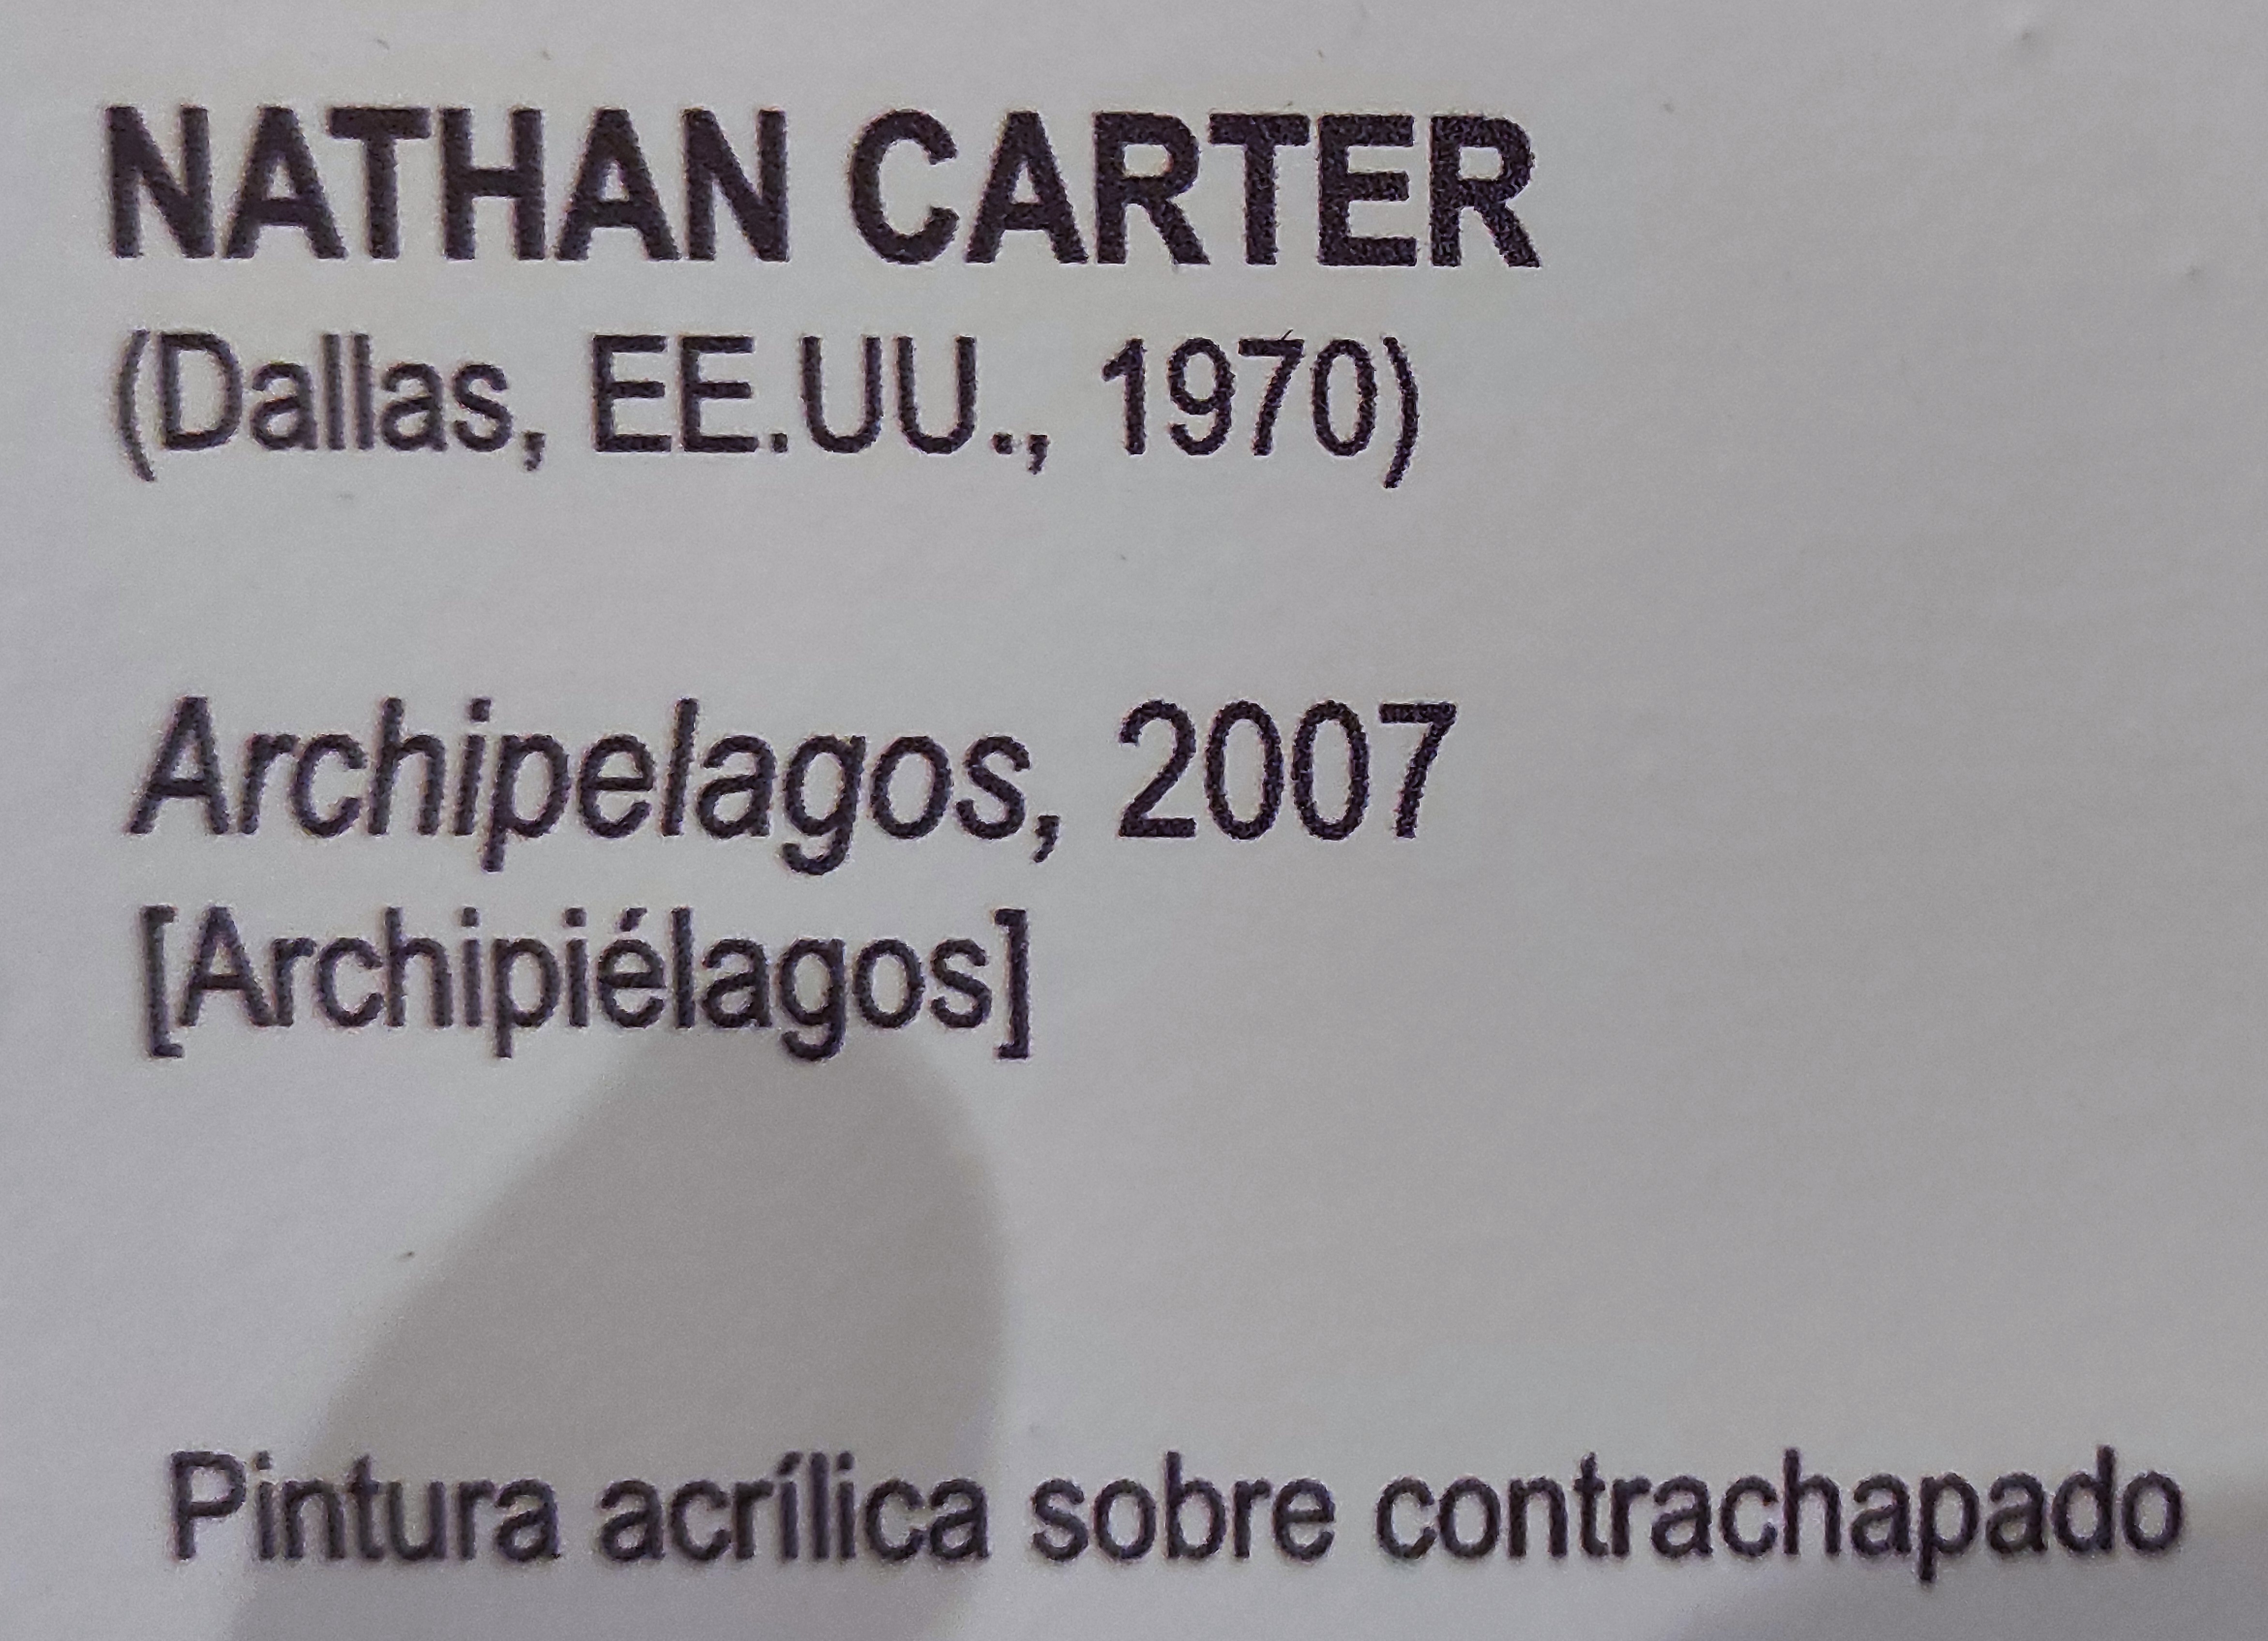 NATHAN CARTER
(Dallas, EE.UU., 1970)
Archipelagos, 2007
[Archipiélagos]
Pintura acrílica sobre contrachapado